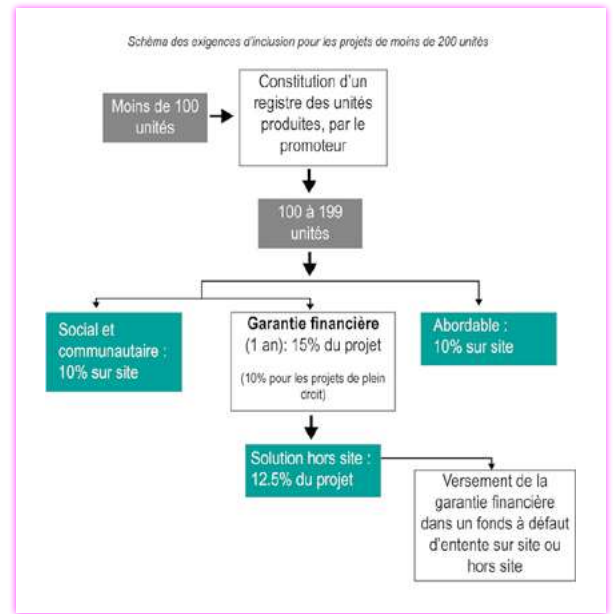 Schéma des exigences d'inclusion pour les projets de moins de 200 unités
Moins de 100
unités
Constitution d'un
registre des unités
produites, par le
promoteur
100 à 199
unités
Social et
communautaire :
10% sur site
Garantie financière
(1 an): 15% du projet
(10% pour les projets de plein
droit)
Abordable :
10% sur site
Solution hors site :
12.5% du projet
Versement de la
garantie financière
dans un fonds à défaut
d'entente sur site ou
hors site